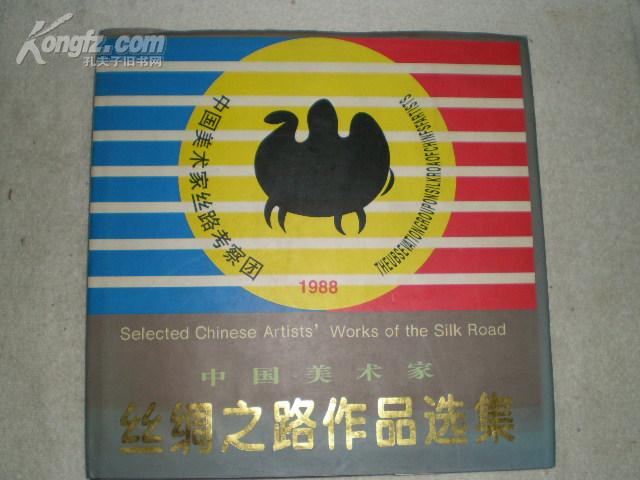 Kongfz.com
孔夫子旧书网
中国美术家丝路考察团
THEUBSEVATIONGROUPONSILKROADOFCHINESEARTISTS
1988
Selected Chinese Artists' Works of the Silk Road
中国美术家
丝绸之路作品选集